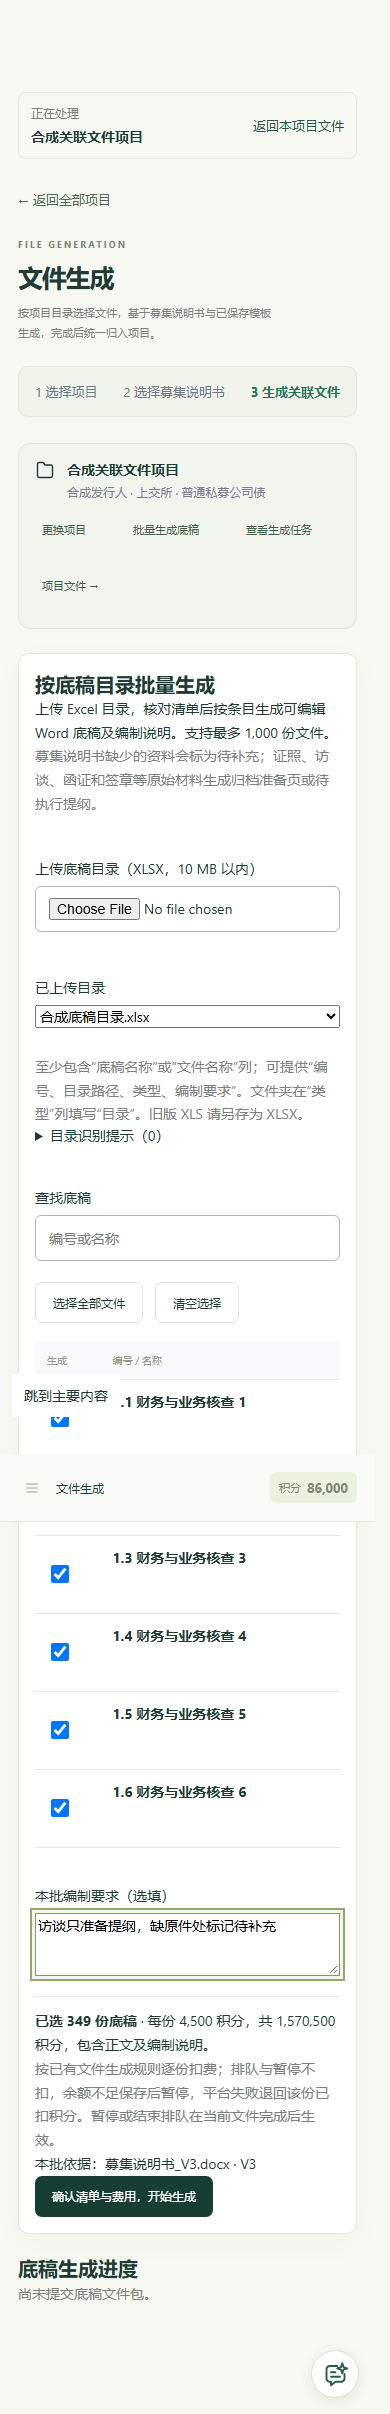 正在处理
合成关联文件项目
返回本项目文件
← 返回全部项目
FILE GENERATION
文件生成
按项目目录选择文件，基于募集说明书与已保存模板
生成，完成后统一归入项目。
1 选择项目
2 选择募集说明书
3 生成关联文件
合成关联文件项目
合成发行人 · 上交所 · 普通私募公司债
更换项目
批量生成底稿
查看生成任务
项目文件 →
按底稿目录批量生成
上传 Excel 目录，核对清单后按条目生成可编辑
Word 底稿及编制说明。支持最多 1,000 份文件。
募集说明书缺少的资料会标为待补充；证照、访
谈、函证和签章等原始材料生成归档准备页或待
执行提纲。
上传底稿目录（XLSX，10 MB 以内）
Choose File No file chosen
已上传目录
合成底稿目录.xlsx
至少包含“底稿名称”或“文件名称”列；可提供“编
号、目录路径、类型、编制要求”。文件夹在“类
型”列填写“目录”。旧版 XLS 请另存为 XLSX。
▶ 目录识别提示（0）
查找底稿
编号或名称
选择全部文件
清空选择
生成
编号 / 名称
跳到主要内容
.1 财务与业务核查 1
文件生成
积分 86,000
1.3 财务与业务核查 3
1.4 财务与业务核查 4
1.5 财务与业务核查 5
1.6 财务与业务核查 6
本批编制要求（选填）
访谈只准备提纲，缺原件处标记待补充
已选 349 份底稿 · 每份 4,500 积分，共 1,570,500
积分，包含正文及编制说明。
按已有文件生成规则逐份扣费；排队与暂停不
扣，余额不足保存后暂停，平台失败退回该份已
扣积分。暂停或结束排队在当前文件完成后生
效。
本批依据：募集说明书_V3.docx · V3
确认清单与费用，开始生成
底稿生成进度
尚未提交底稿文件包。